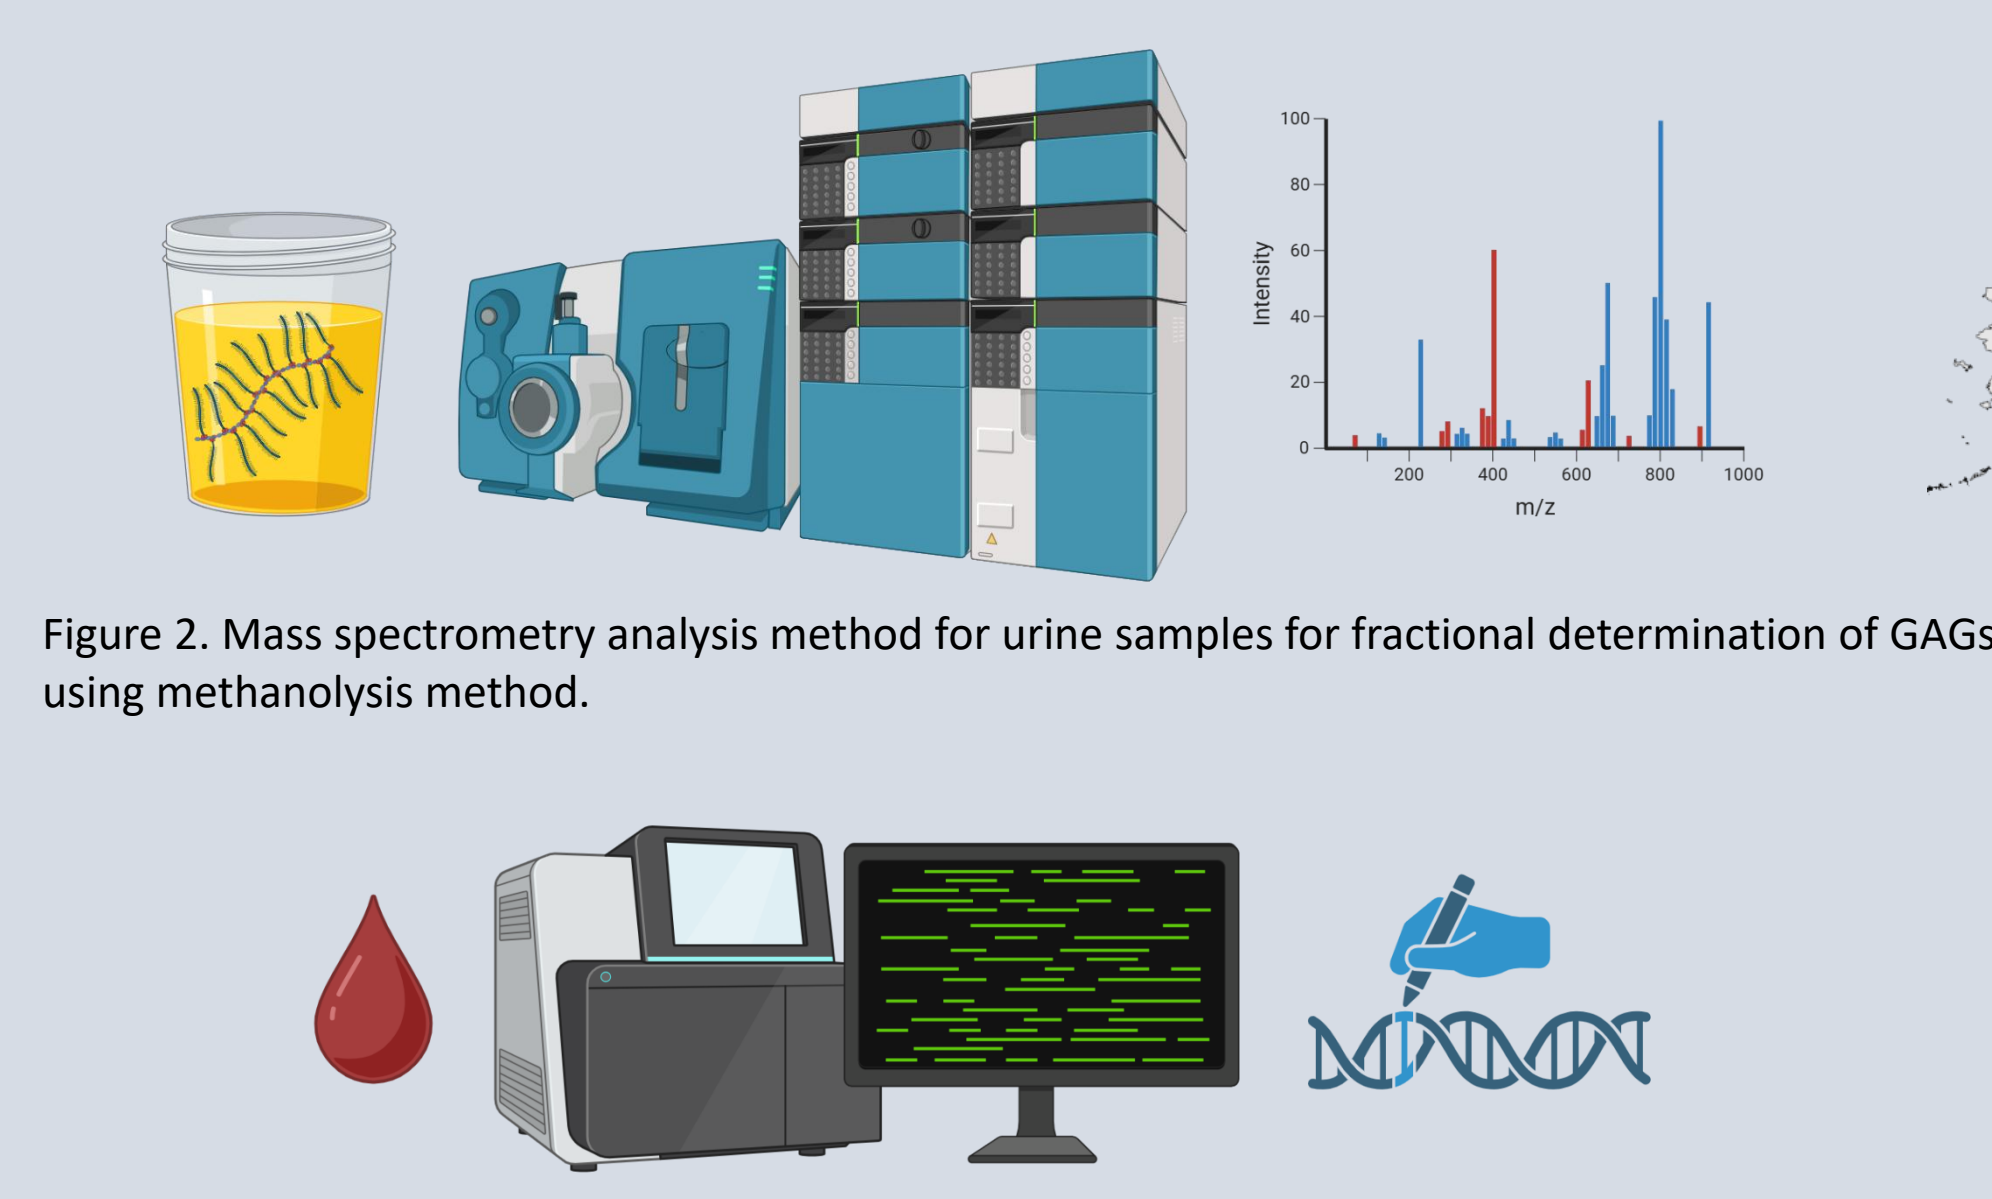 100
80
60
40
20
0
Intensity
200 400 600 800 1000
m/z
Figure 2. Mass spectrometry analysis method for urine samples for fractional determination of GAGs
using methanolysis method.